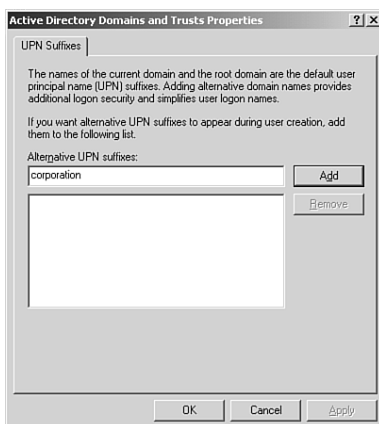 Active Directory Domains and Trusts Properties
UPN Suffixes
The names of the current domain and the root domain are the default user
principal name (UPN) suffixes. Adding alternative domain names provides
additional logon security and simplifies user logon names.
If you want alternative UPN suffixes to appear during user creation, add
them to the following list.
Alternative UPN suffixes:
corporation
Add
Remove
OK Cancel Apply